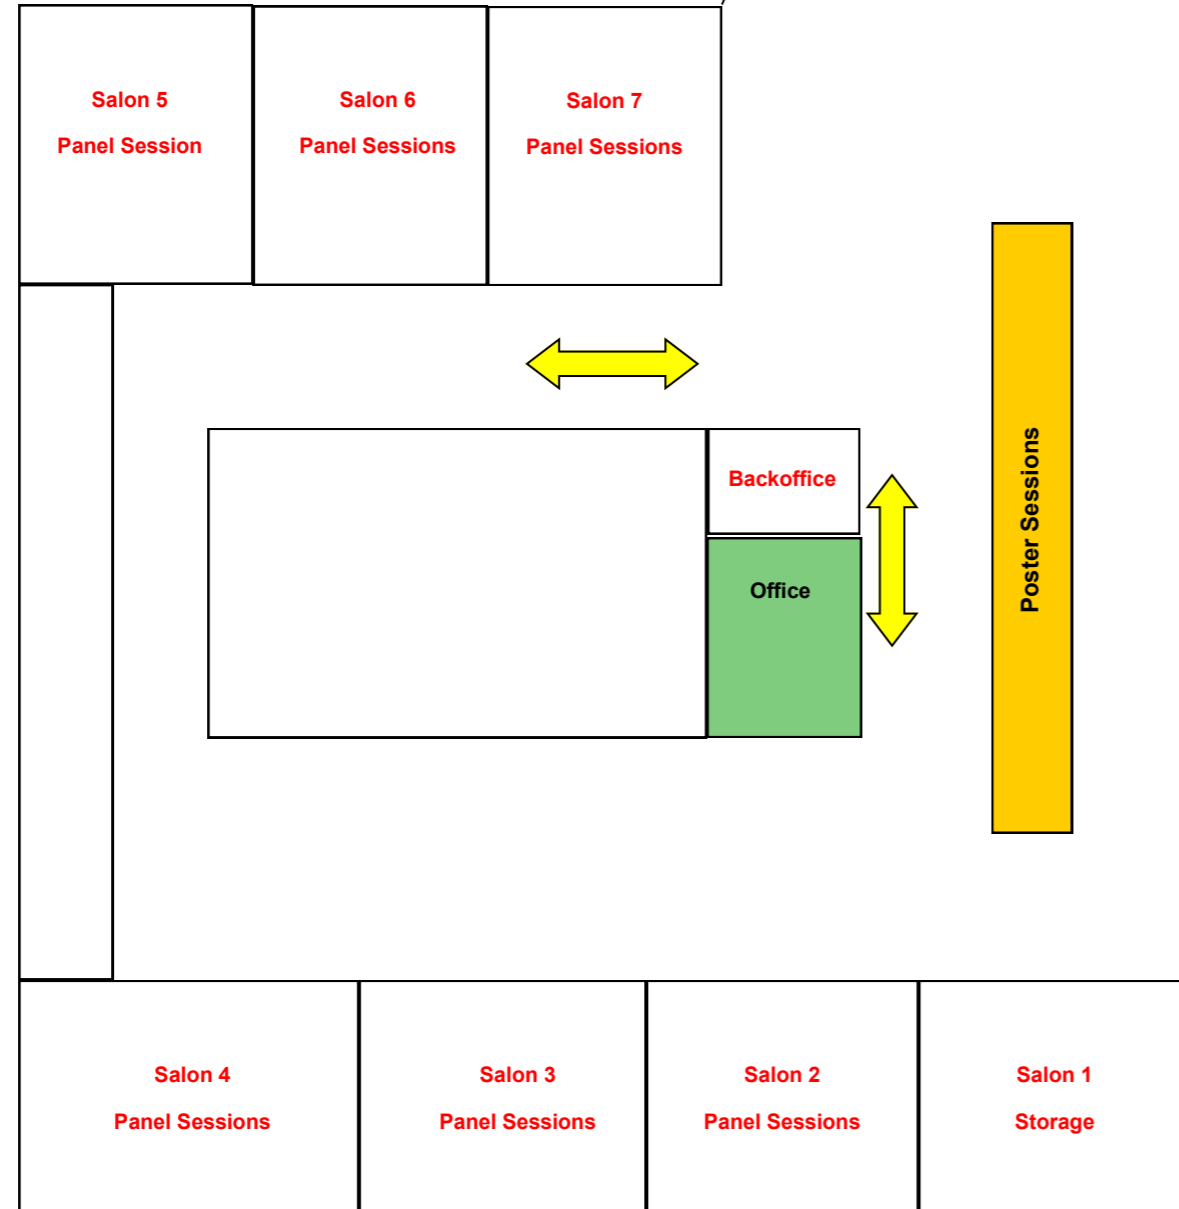 Salon 5
Panel Session
Salon 6
Panel Sessions
Salon 7
Panel Sessions
Backoffice
Office
Poster Sessions
Salon 4
Panel Sessions
Salon 3
Panel Sessions
Salon 2
Panel Sessions
Salon 1
Storage